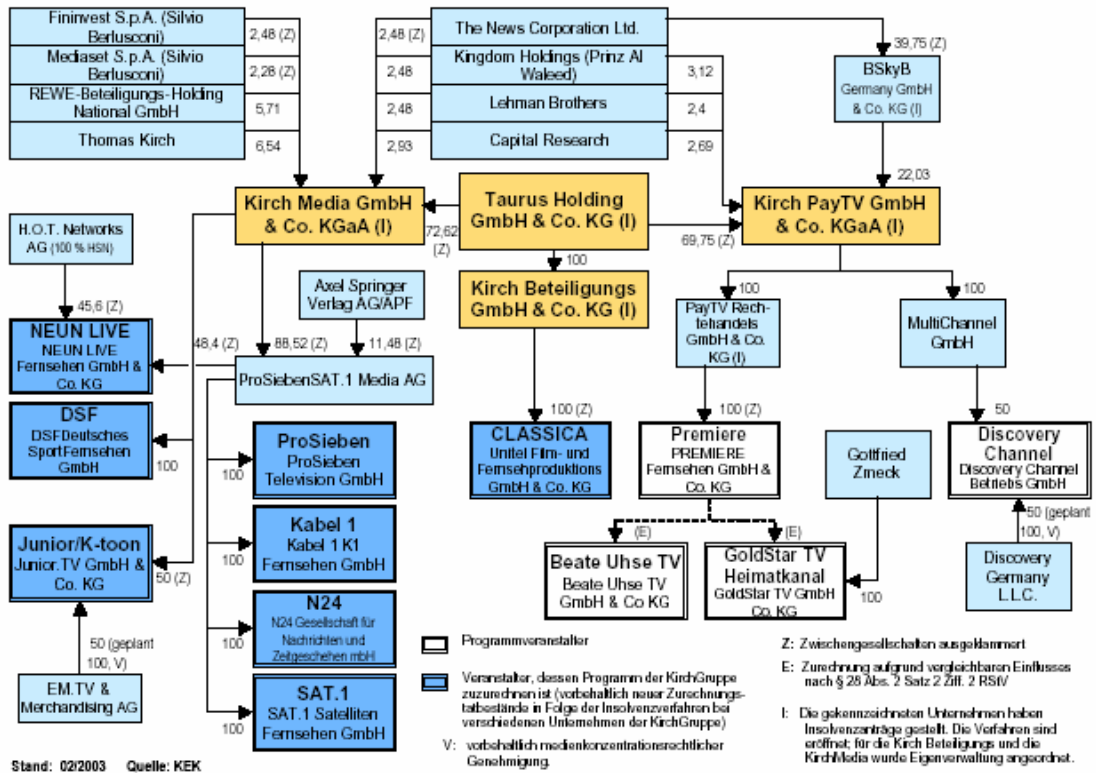 Fininvest S.p.A. (Silvio
Berlusconi)
2,48 (Z)
Mediaset S.p.A. (Silvio
Berlusconi)
2,28 (Z)
REWE-Beteiligungs-Holding
National GmbH
5,71
Thomas Kirch
6,54
2,48 (Z)
The News Corporation Ltd.
2,48
Kingdom Holdings (Prinz Al
Waleed)
3,12
2,48
Lehman Brothers
2,4
2,93
Capital Research
2,69
39,75 (Z)
BSkyB
Germany GmbH
& Co. KG (I)
22,03
Kirch Media GmbH
& Co. KGaA (I)
72,62
(Z)
Taurus Holding
GmbH & Co. KG (I)
69,75 (Z)
Kirch PayTV GmbH
& Co. KGaA (I)
H.O.T. Networks
AG (100 % HSN)
45,6 (Z)
Axel Springer
Verlag AG/APF
100
Kirch Beteiligungs
GmbH & Co. KG (I)
100
PayTV Rech-
tehandels
GmbH & Co.
KG (I)
100
MultiChannel
GmbH
NEUN LIVE
NEUN LIVE
Fernsehen GmbH &
Co. KG
48,4 (Z)
88,52 (Z)
11,48 (Z)
ProSiebenSAT.1 Media AG
DSF
DSFDeutsches
SportFernsehen
GmbH
100
100
ProSieben
ProSieben
Television GmbH
100 (Z)
CLASSICA
Unitel Film- und
Fernsehproduktions
GmbH & Co. KG
100 (Z)
Premiere
PREMIERE
Fernsehen GmbH &
Co. KG
Gottfried
Zmeck
50
Discovery
Channel
Discovery Channel
Betriebs GmbH
50 (geplant
100, V)
Junior/K-toon
Junior.TV GmbH &
Co. KG
50 (Z)
100
Kabel 1
Kabel 1 K1
Fernsehen GmbH
(E)
Beate Uhse TV
Beate Uhse TV
GmbH & Co KG
(E)
GoldStar TV
Heimatkanal
GoldStar TV GmbH
Co. KG
100
Discovery
Germany
L.L.C.
50 (geplant
100, V)
EM.TV &
Merchandising AG
100
N24
N24 Gesellschaft für
Nachrichten und
Zeitgeschehen mbH
100
SAT.1
SAT.1 Satelliten
Fernsehen GmbH
Programmveranstalter
Veranstalter, dessen Programm der KirchGruppe
zuzurechnen ist (vorbehaltlich neuer Zurechnungs-
tatbestände in Folge der Insolvenzverfahren bei
verschiedenen Unternehmen der KirchGruppe)
V: vorbehaltlich medienkonzentrationsrechtlicher
Genehmigung.
Z: Zwischengesellschaften ausgeklammert
E: Zurechnung aufgrund vergleichbaren Einflusses
nach § 28 Abs. 2 Satz 2 Ziff. 2 RStV
I: Die gekennzeichneten Unternehmen haben
Insolvenzanträge gestellt. Die Verfahren sind
eröffnet; für die Kirch Beteiligungs und die
KirchMedia wurde Eigenverwaltung angeordnet.
Stand: 02/2003 Quelle: KEK